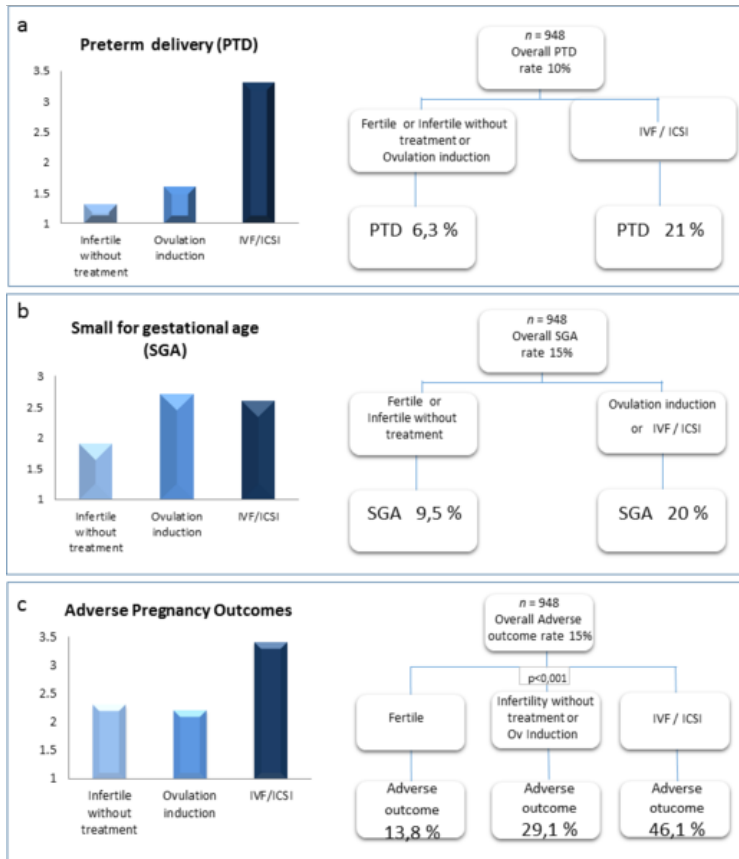 a
Preterm delivery (PTD)
3.5
3
2.5
2
1.5
1
Infertile
without
treatment
Ovulation
induction
IVF/ICSI
n = 948
Overall PTD
rate 10%
Fertile or Infertile without
treatment or
Ovulation induction
IVF / ICSI
PTD 6,3 %
PTD 21 %
b
Small for gestational age
(SGA)
3
2.5
2
1.5
1
Infertile
without
treatment
Ovulation
induction
IVF/ICSI
n = 948
Overall SGA
rate 15%
Fertile or
Infertile without
treatment
Ovulation induction
or IVF / ICSI
SGA 9,5 %
SGA 20 %
c
Adverse Pregnancy Outcomes
3.5
3
2.5
2
1.5
1
Infertile
without
treatment
Ovulation
induction
IVF/ICSI
n = 948
Overall Adverse
outcome rate 15%
p<0,001
Fertile
Infertility without
treatment or
Ov Induction
IVF / ICSI
Adverse
outcome
13,8 %
Adverse
outcome
29,1 %
Adverse
otucome
46,1 %